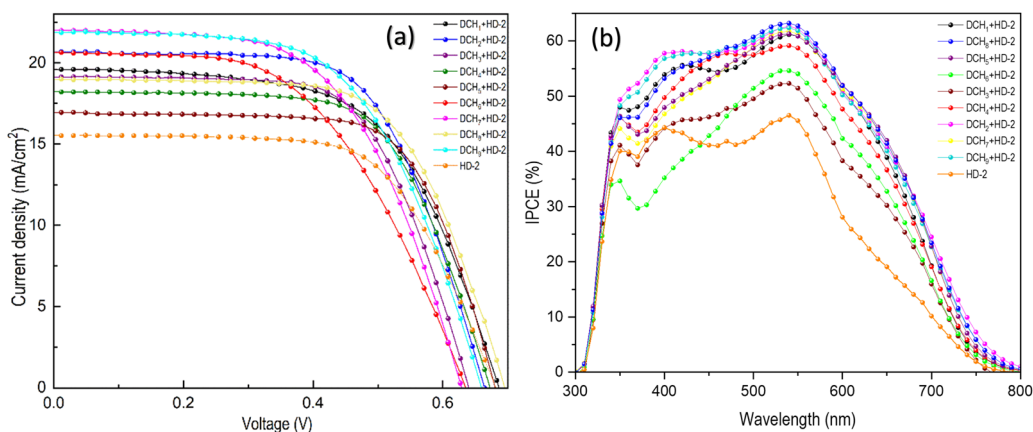 (a)
DCH₁+HD-2
DCH₂+HD-2
DCH₃+HD-2
DCH₄+HD-2
DCH₅+HD-2
DCH₆+HD-2
DCH₇+HD-2
DCH₈+HD-2
DCH₉+HD-2
HD-2
Current density (mA/cm²)
20
15
10
5
0
0.0
0.2
0.4
0.6
Voltage (V)
(b)
DCH₁+HD-2
DCH₈+HD-2
DCH₅+HD-2
DCH₆+HD-2
DCH₃+HD-2
DCH₄+HD-2
DCH₂+HD-2
DCH₇+HD-2
DCH₉+HD-2
HD-2
IPCE (%)
60
50
40
30
20
10
0
300
400
500
600
700
800
Wavelength (nm)